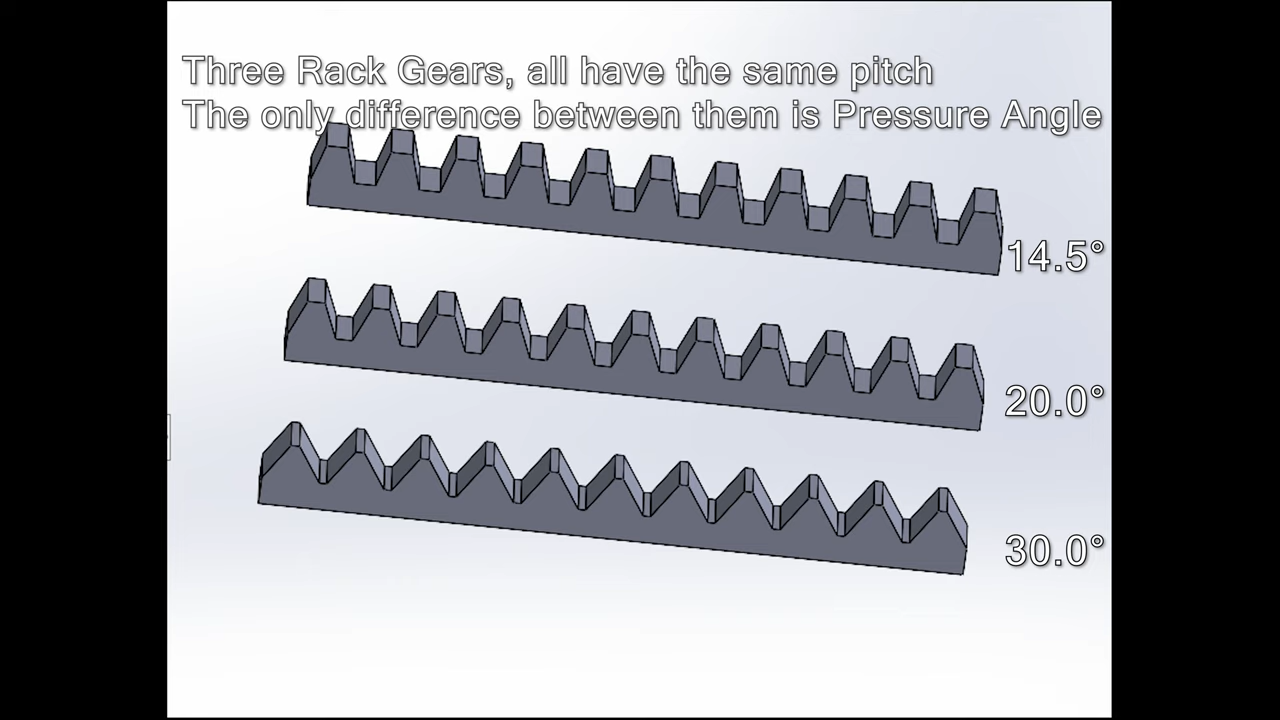 Three Rack Gears, all have the same pitch
The only difference between them is Pressure Angle
14.5°
20.0°
30.0°